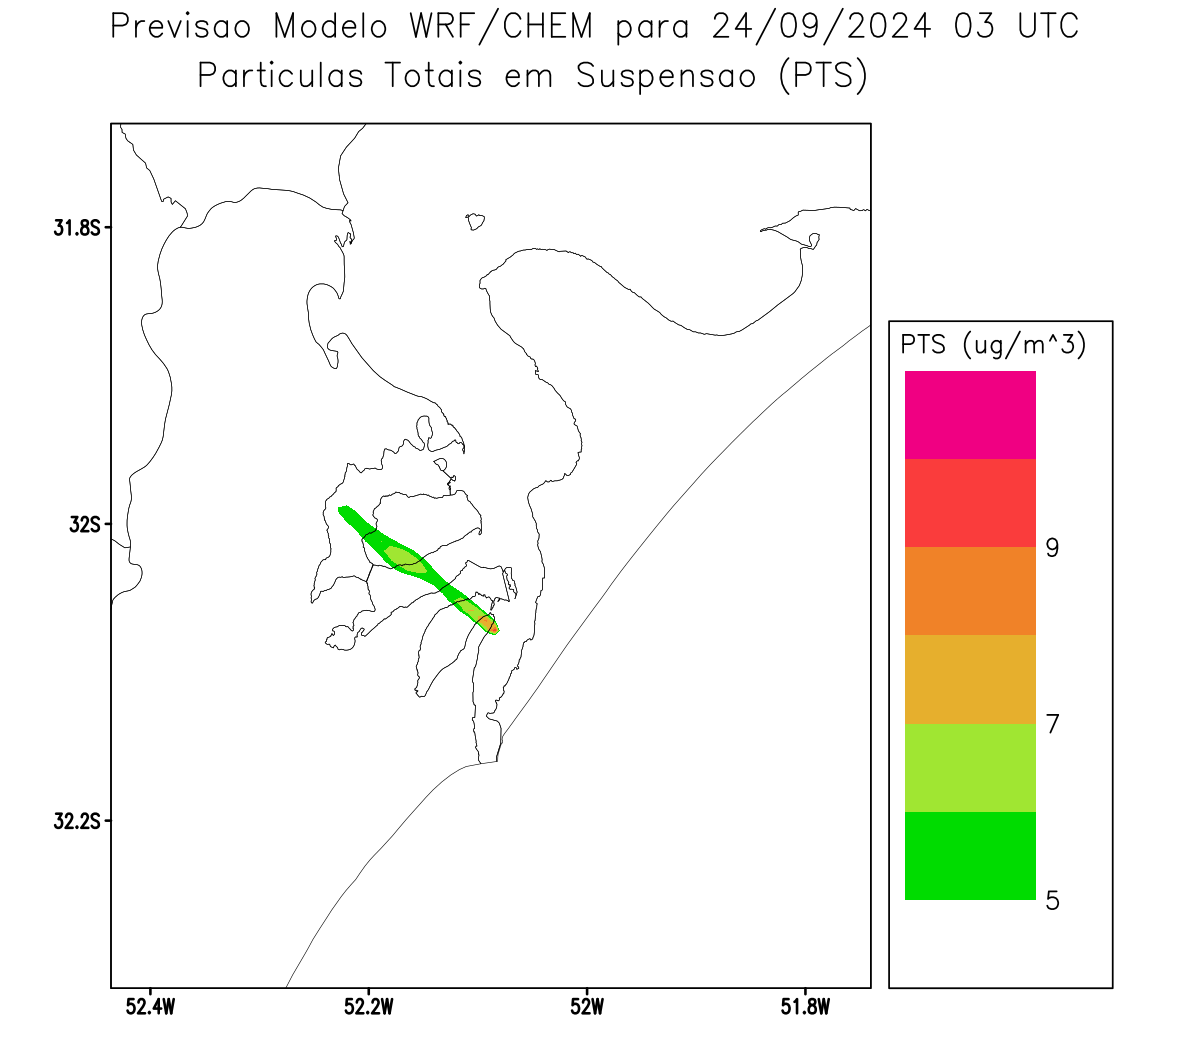 Previsao Modelo WRF/CHEM para 24/09/2024 03 UTC
Particulas Totais em Suspensao (PTS)
31.8S
32S
32.2S
52.4W
52.2W
52W
51.8W
PTS (ug/m^3)
9
7
5